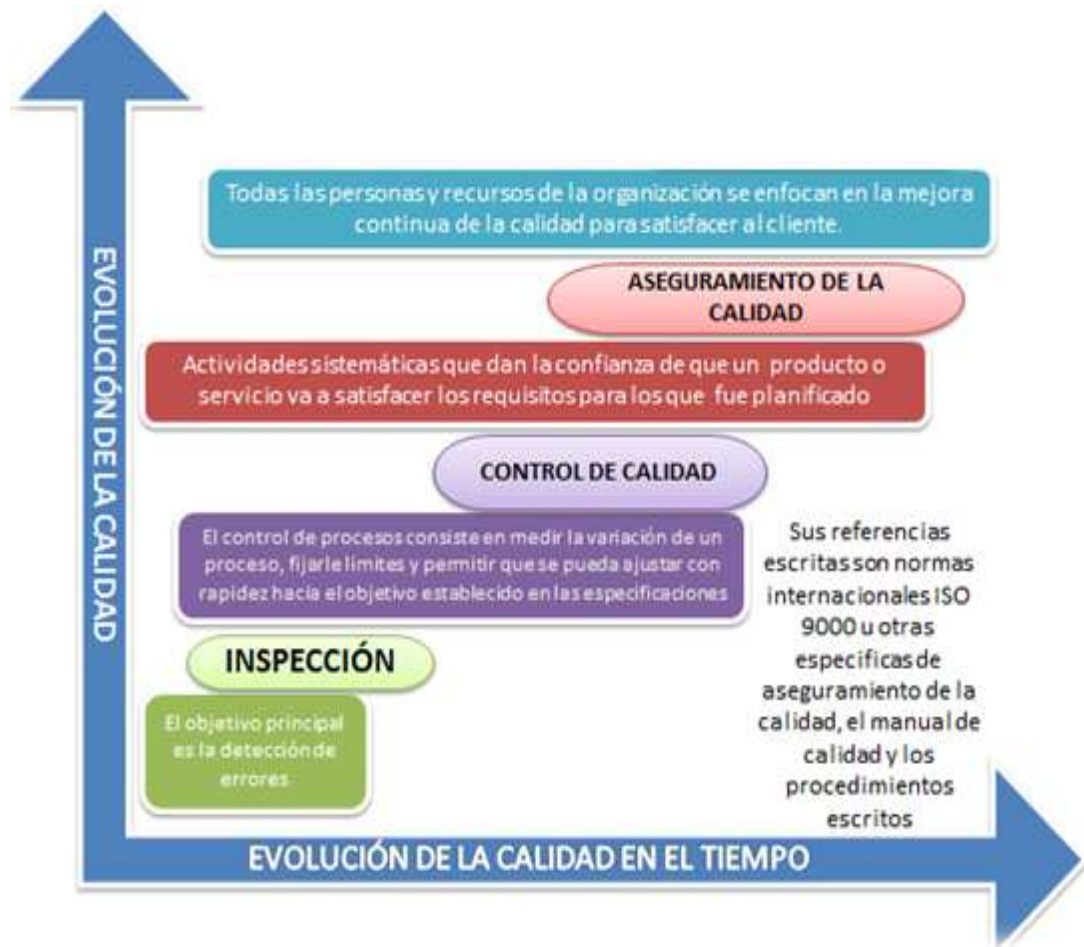 EVOLUCIÓN DE LA CALIDAD
Todas las personas y recursos de la organización se enfocan en la mejora
continua de la calidad para satisfacer al cliente.
ASEGURAMIENTO DE LA
CALIDAD
Actividades sistemáticas que dan la confianza de que un producto o
servicio va a satisfacer los requisitos para los que fue planificado
CONTROL DE CALIDAD
El control de procesos consiste en medir la variación de un
proceso, fijarle limites y permitir que se pueda ajustar con
rapidez hacia el objetivo establecido en las especificaciones
Sus referencias
escritas son normas
internacionales ISO
9000 u otras
especificas de
aseguramiento de la
calidad, el manual de
calidad y los
procedimientos
escritos
INSPECCIÓN
El objetivo principal
es la detección de
errores
EVOLUCIÓN DE LA CALIDAD EN EL TIEMPO